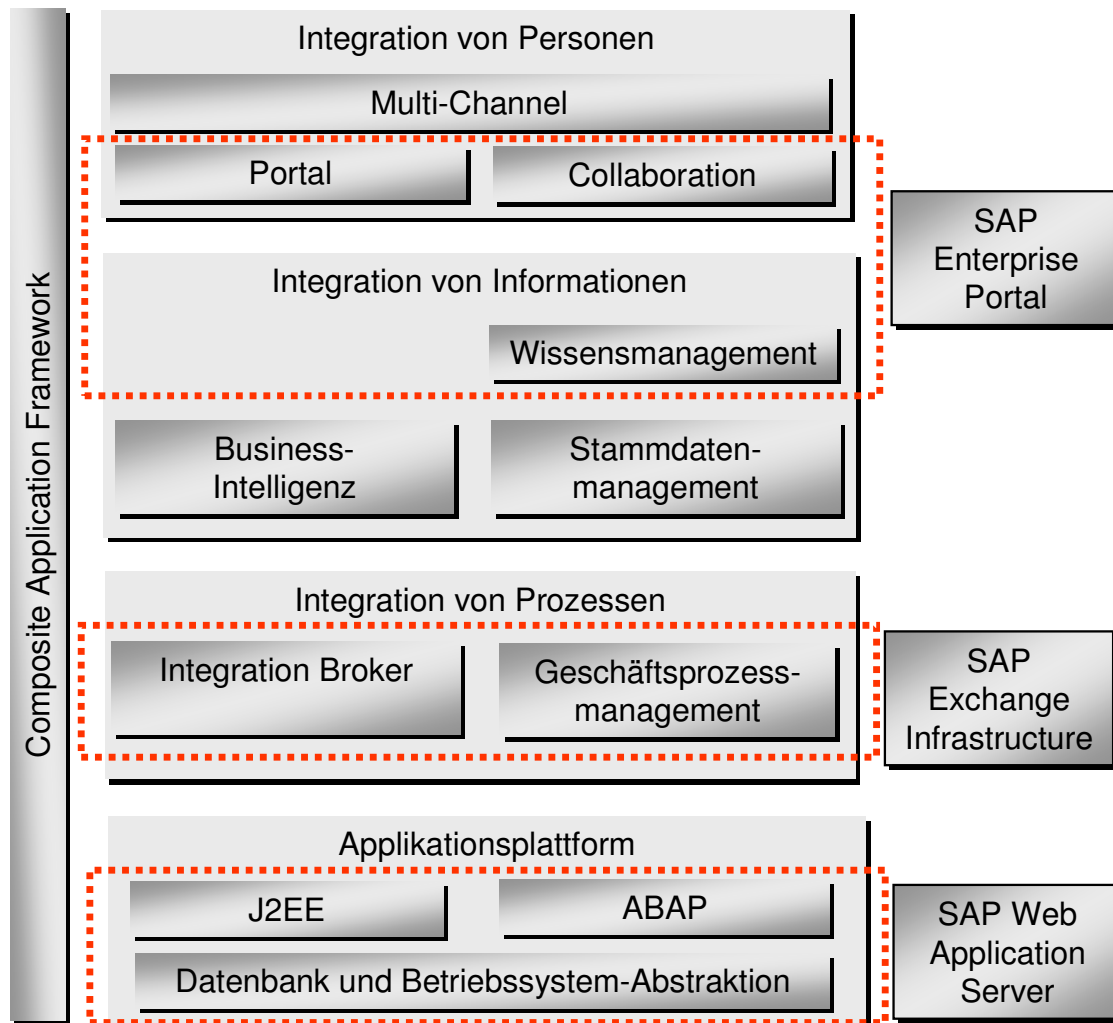 Composite Application Framework
Integration von Personen
Multi-Channel
Portal
Collaboration
SAP
Enterprise
Portal
Integration von Informationen
Wissensmanagement
Business-
Intelligenz
Stammdaten-
management
Integration von Prozessen
Integration Broker
Geschäftsprozess-
management
SAP
Exchange
Infrastructure
Applikationsplattform
J2EE
ABAP
Datenbank und Betriebssystem-Abstraktion
SAP Web
Application
Server